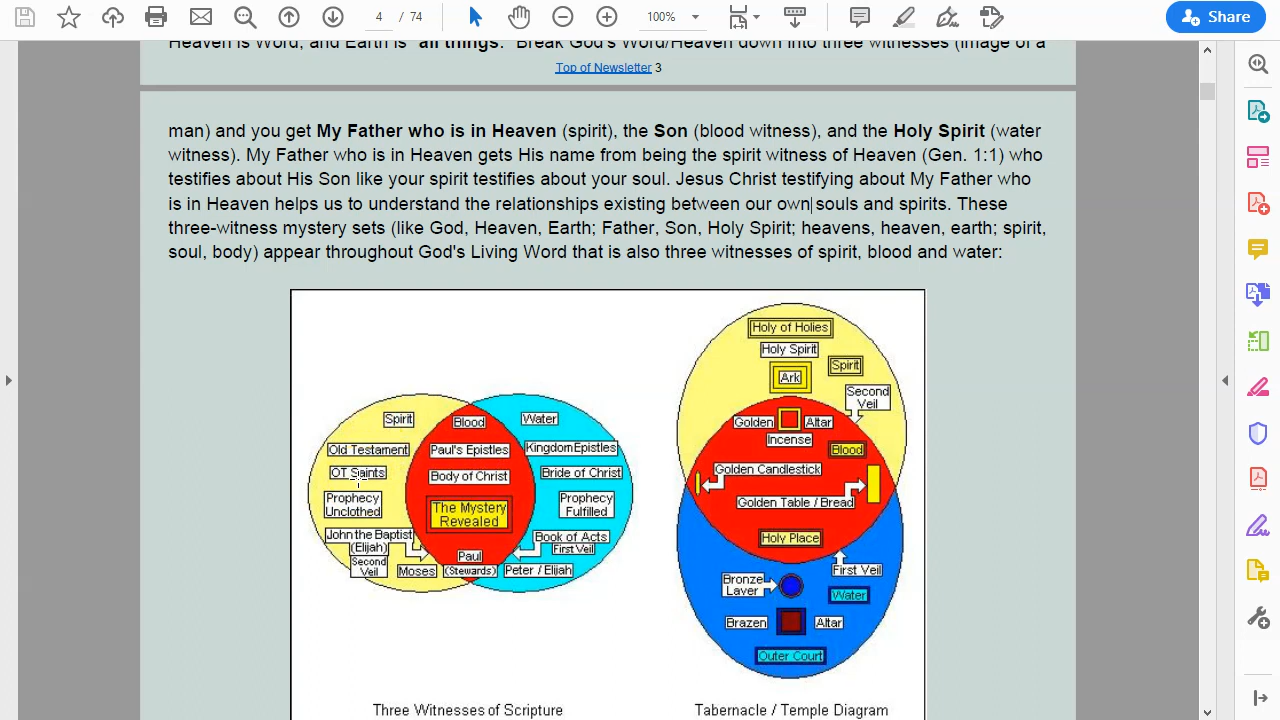 4 / 74
100%
Share
Heaven is Word, and Earth is "all things." Break God's Word/Heaven down into three witnesses (image of a
Top of Newsletter 3
man) and you get My Father who is in Heaven (spirit), the Son (blood witness), and the Holy Spirit (water
witness). My Father who is in Heaven gets His name from being the spirit witness of Heaven (Gen. 1:1) who
testifies about His Son like your spirit testifies about your soul. Jesus Christ testifying about My Father who
is in Heaven helps us to understand the relationships existing between our own souls and spirits. These
three-witness mystery sets (like God, Heaven, Earth; Father, Son, Holy Spirit; heavens, heaven, earth; spirit,
soul, body) appear throughout God's Living Word that is also three witnesses of spirit, blood and water:
Spirit
Old Testament
OT Saints
Prophecy
Unclothed
John the Baptist
(Elijah)
Second
Veil
Moses
Blood
Paul's Epistles
Body of Christ
The Mystery
Revealed
Paul
(Stewards)
Water
Kingdom Epistles
Bride of Christ
Prophecy
Fulfilled
Book of Acts
First Veil
Peter / Elijah
Three Witnesses of Scripture
Holy of Holies
Holy Spirit
Ark
Spirit
Second
Veil
Golden Altar
Incense
Blood
Golden Candlestick
Golden Table / Bread
Holy Place
First Veil
Bronze
Laver
Water
Brazen Altar
Outer Court
Tabernacle / Temple Diagram